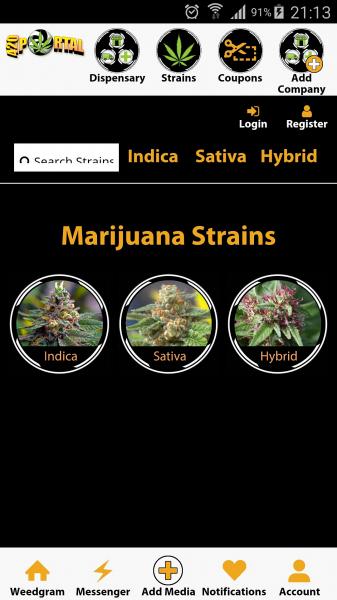 91% 21:13
420 PORTAL
Dispensary Strains Coupons Add Company
Login Register
Search Strains Indica Sativa Hybrid
Marijuana Strains
Indica Sativa Hybrid
Weedgram Messenger Add Media Notifications Account